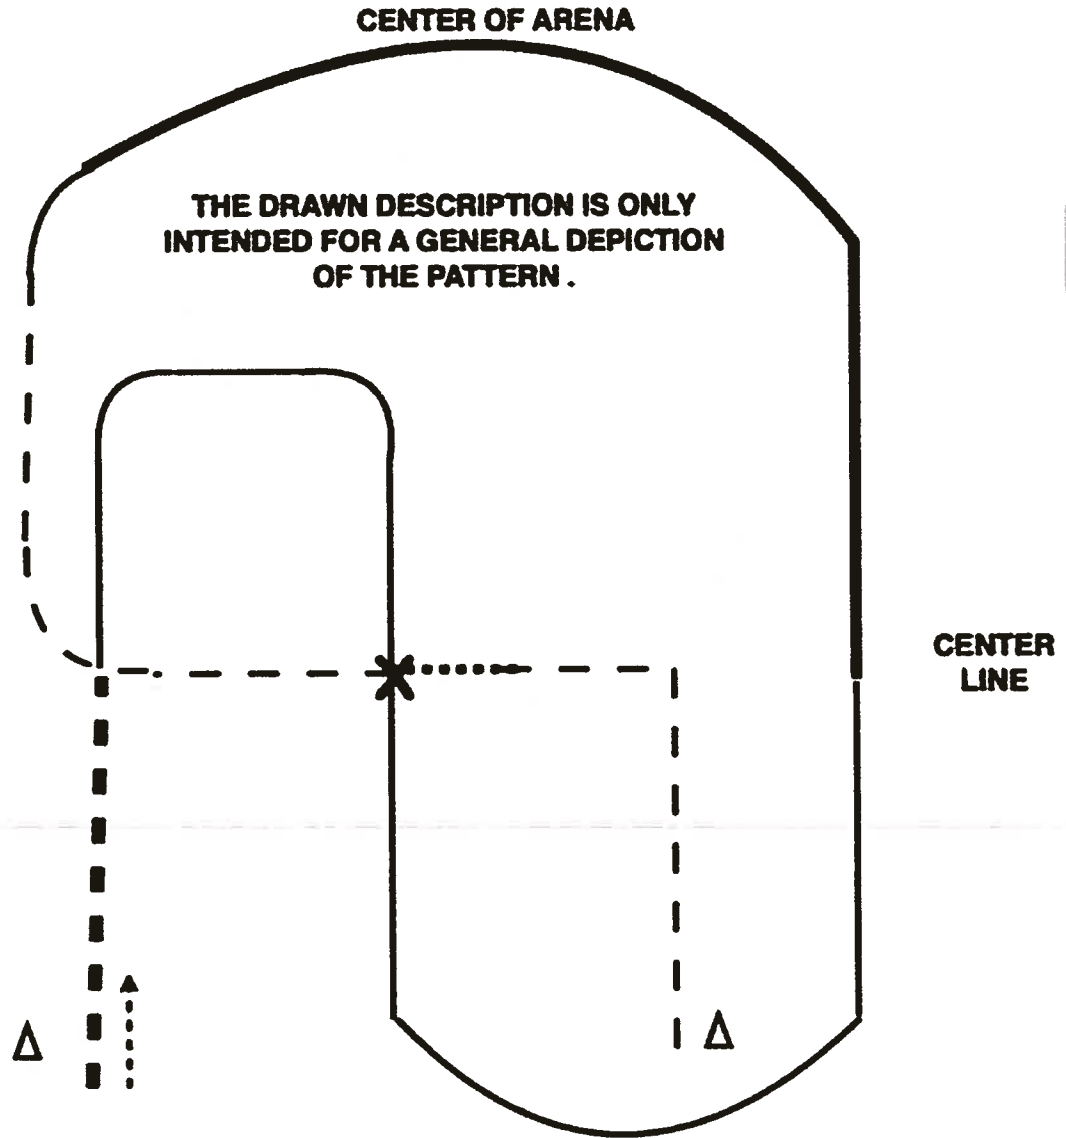 CENTER OF ARENA
THE DRAWN DESCRIPTION IS ONLY
INTENDED FOR A GENERAL DEPICTION
OF THE PATTERN .
CENTER
LINE